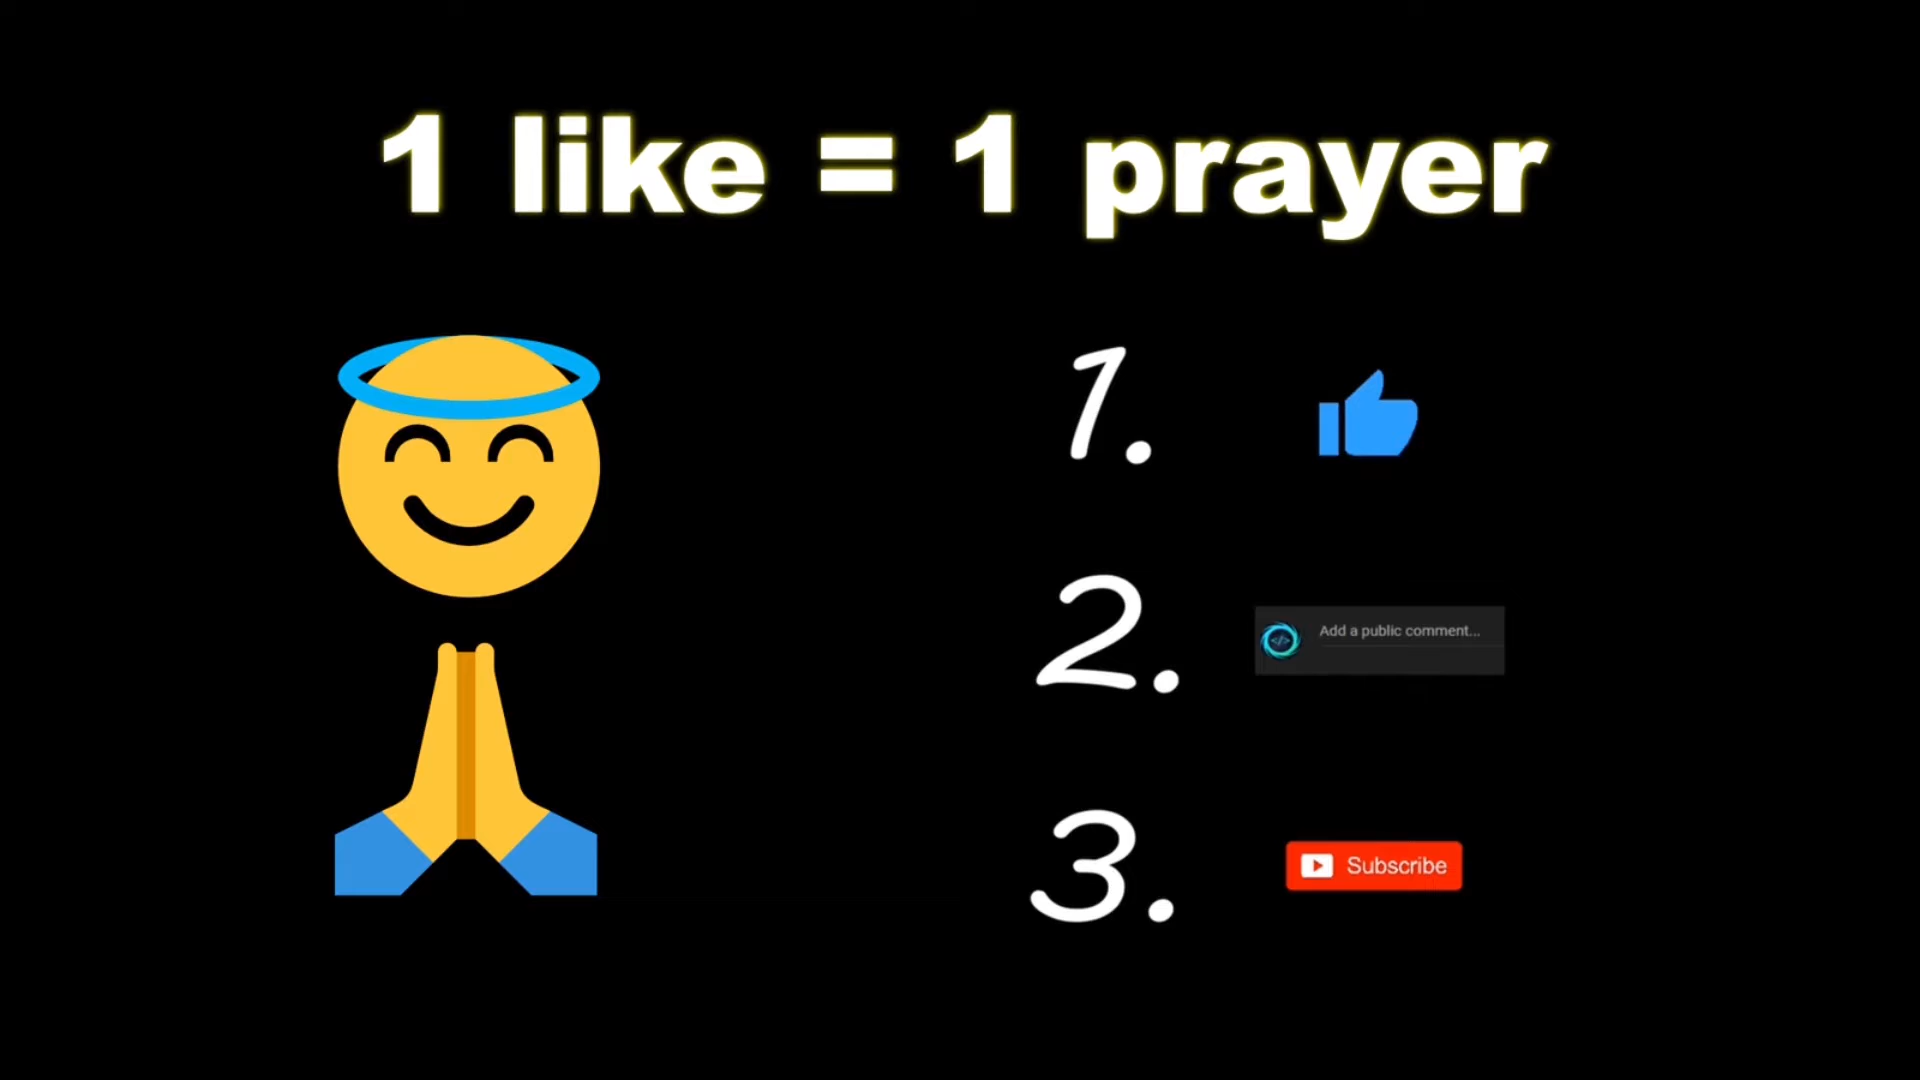 1 like = 1 prayer
1.
2.
Add a public comment...
3.
Subscribe